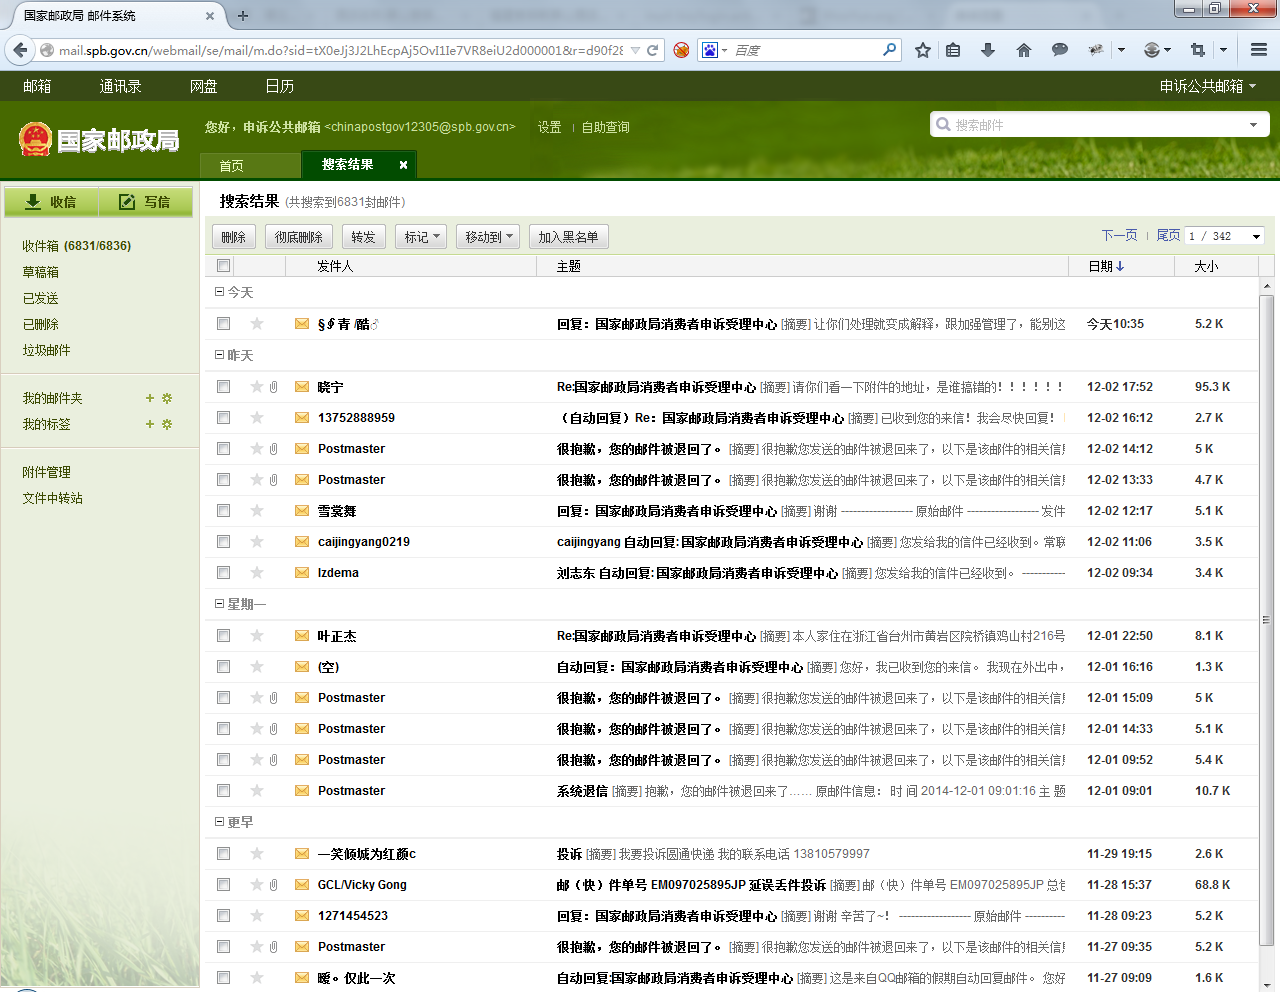 国家邮政局 邮件系统
mail.spb.gov.cn/webmail/se/mail/m.do?sid=tX0eJj3J2LhEcpAj5OvI1Ie7VR8eiU2d000001&r=d90f28
百度
邮箱 通讯录 网盘 日历 申诉公共邮箱
国家邮政局
您好，申诉公共邮箱 <chinapostgov12305@spb.gov.cn> 设置 自助查询
搜索邮件
首页 搜索结果
收信 写信
收件箱 (6831/6836)
草稿箱
已发送
已删除
垃圾邮件
我的邮件夹
我的标签
附件管理
文件中转站
搜索结果 (共搜索到6831封邮件)
删除 彻底删除 转发 标记 移动到 加入黑名单 下一页 尾页 1 / 342
发件人 主题 日期 大小
今天
§∮青 /酷♂ 回复：国家邮政局消费者申诉受理中心 [摘要] 让你们处理就变成解释，跟加强管理了，能别这 今天10:35 5.2 K
昨天
晓宁 Re:国家邮政局消费者申诉受理中心 [摘要] 请你们看一下附件的地址，是谁搞错的！！！！！！ 12-02 17:52 95.3 K
13752888959 （自动回复）Re：国家邮政局消费者申诉受理中心 [摘要] 已收到您的来信！我会尽快回复！ 12-02 16:12 2.7 K
Postmaster 很抱歉，您的邮件被退回了。 [摘要] 很抱歉您发送的邮件被退回来了，以下是该邮件的相关信息 12-02 14:12 5 K
Postmaster 很抱歉，您的邮件被退回了。 [摘要] 很抱歉您发送的邮件被退回来了，以下是该邮件的相关信息 12-02 13:33 4.7 K
雪裳舞 回复：国家邮政局消费者申诉受理中心 [摘要] 谢谢 ------------------ 原始邮件 ------------------ 发件 12-02 12:17 5.1 K
caijingyang0219 caijingyang 自动回复:国家邮政局消费者申诉受理中心 [摘要] 您发给我的信件已经收到。常联 12-02 11:06 3.5 K
lzdema 刘志东 自动回复:国家邮政局消费者申诉受理中心 [摘要] 您发给我的信件已经收到。 ----------- 12-02 09:34 3.4 K
星期一
叶正杰 Re:国家邮政局消费者申诉受理中心 [摘要] 本人家住在浙江省台州市黄岩区院桥镇鸡山村216号 12-01 22:50 8.1 K
(空) 自动回复：国家邮政局消费者申诉受理中心 [摘要] 您好，我已收到您的来信。 我现在外出中， 12-01 16:16 1.3 K
Postmaster 很抱歉，您的邮件被退回了。 [摘要] 很抱歉您发送的邮件被退回来了，以下是该邮件的相关信息 12-01 15:09 5 K
Postmaster 很抱歉，您的邮件被退回了。 [摘要] 很抱歉您发送的邮件被退回来了，以下是该邮件的相关信息 12-01 14:33 5.1 K
Postmaster 很抱歉，您的邮件被退回了。 [摘要] 很抱歉您发送的邮件被退回来了，以下是该邮件的相关信息 12-01 09:52 5.4 K
Postmaster 系统退信 [摘要] 抱歉，您的邮件被退回来了…… 原邮件信息： 时 间 2014-12-01 09:01:16 主 题 12-01 09:01 10.7 K
更早
一笑倾城为红颜c 投诉 [摘要] 我要投诉圆通快递 我的联系电话 13810579997 11-29 19:15 2.6 K
GCL/Vicky Gong 邮（快）件单号 EM097025895JP 延误丢件投诉 [摘要] 邮（快）件单号 EM097025895JP 总包 11-28 15:37 68.8 K
1271454523 回复：国家邮政局消费者申诉受理中心 [摘要] 谢谢 辛苦了~！ ------------------ 原始邮件 ---------- 11-28 09:23 5.2 K
Postmaster 很抱歉，您的邮件被退回了。 [摘要] 很抱歉您发送的邮件被退回来了，以下是该邮件的相关信息 11-27 09:35 5.2 K
暧。仅此一次 自动回复:国家邮政局消费者申诉受理中心 [摘要] 这是来自QQ邮箱的假期自动回复邮件。 您好 11-27 09:09 1.6 K